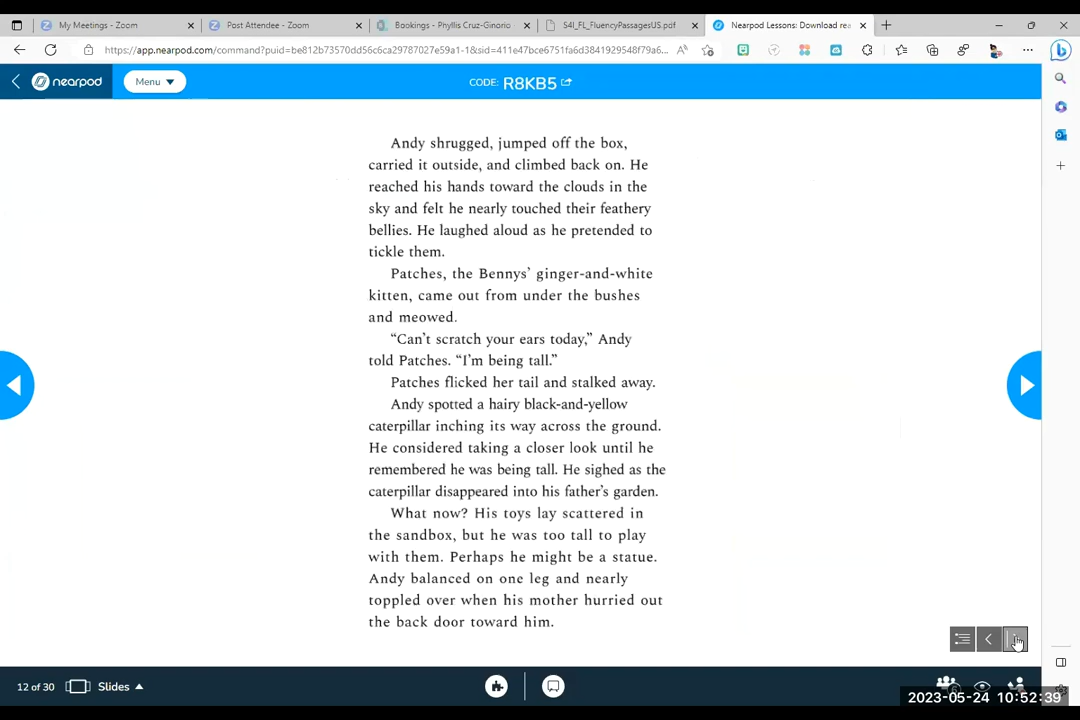 My Meetings - Zoom
Post Attendee - Zoom
Bookings - Phyllis Cruz-Ginorio
S4I_FL_FluencyPassagesUS.pdf
Nearpod Lessons: Download rea
https://app.nearpod.com/command?puid=be812b73570dd56c6ca29787027e59a1-1&sid=411e47bce6751fa6d3841929548f79a6...
nearpod
Menu
CODE: R8KB5
Andy shrugged, jumped off the box,
carried it outside, and climbed back on. He
reached his hands toward the clouds in the
sky and felt he nearly touched their feathery
bellies. He laughed aloud as he pretended to
tickle them.
Patches, the Bennys’ ginger-and-white
kitten, came out from under the bushes
and meowed.
“Can’t scratch your ears today,” Andy
told Patches. “I’m being tall.”
Patches flicked her tail and stalked away.
Andy spotted a hairy black-and-yellow
caterpillar inching its way across the ground.
He considered taking a closer look until he
remembered he was being tall. He sighed as the
caterpillar disappeared into his father’s garden.
What now? His toys lay scattered in
the sandbox, but he was too tall to play
with them. Perhaps he might be a statue.
Andy balanced on one leg and nearly
toppled over when his mother hurried out
the back door toward him.
12 of 30
Slides
2023-05-24 10:52:39